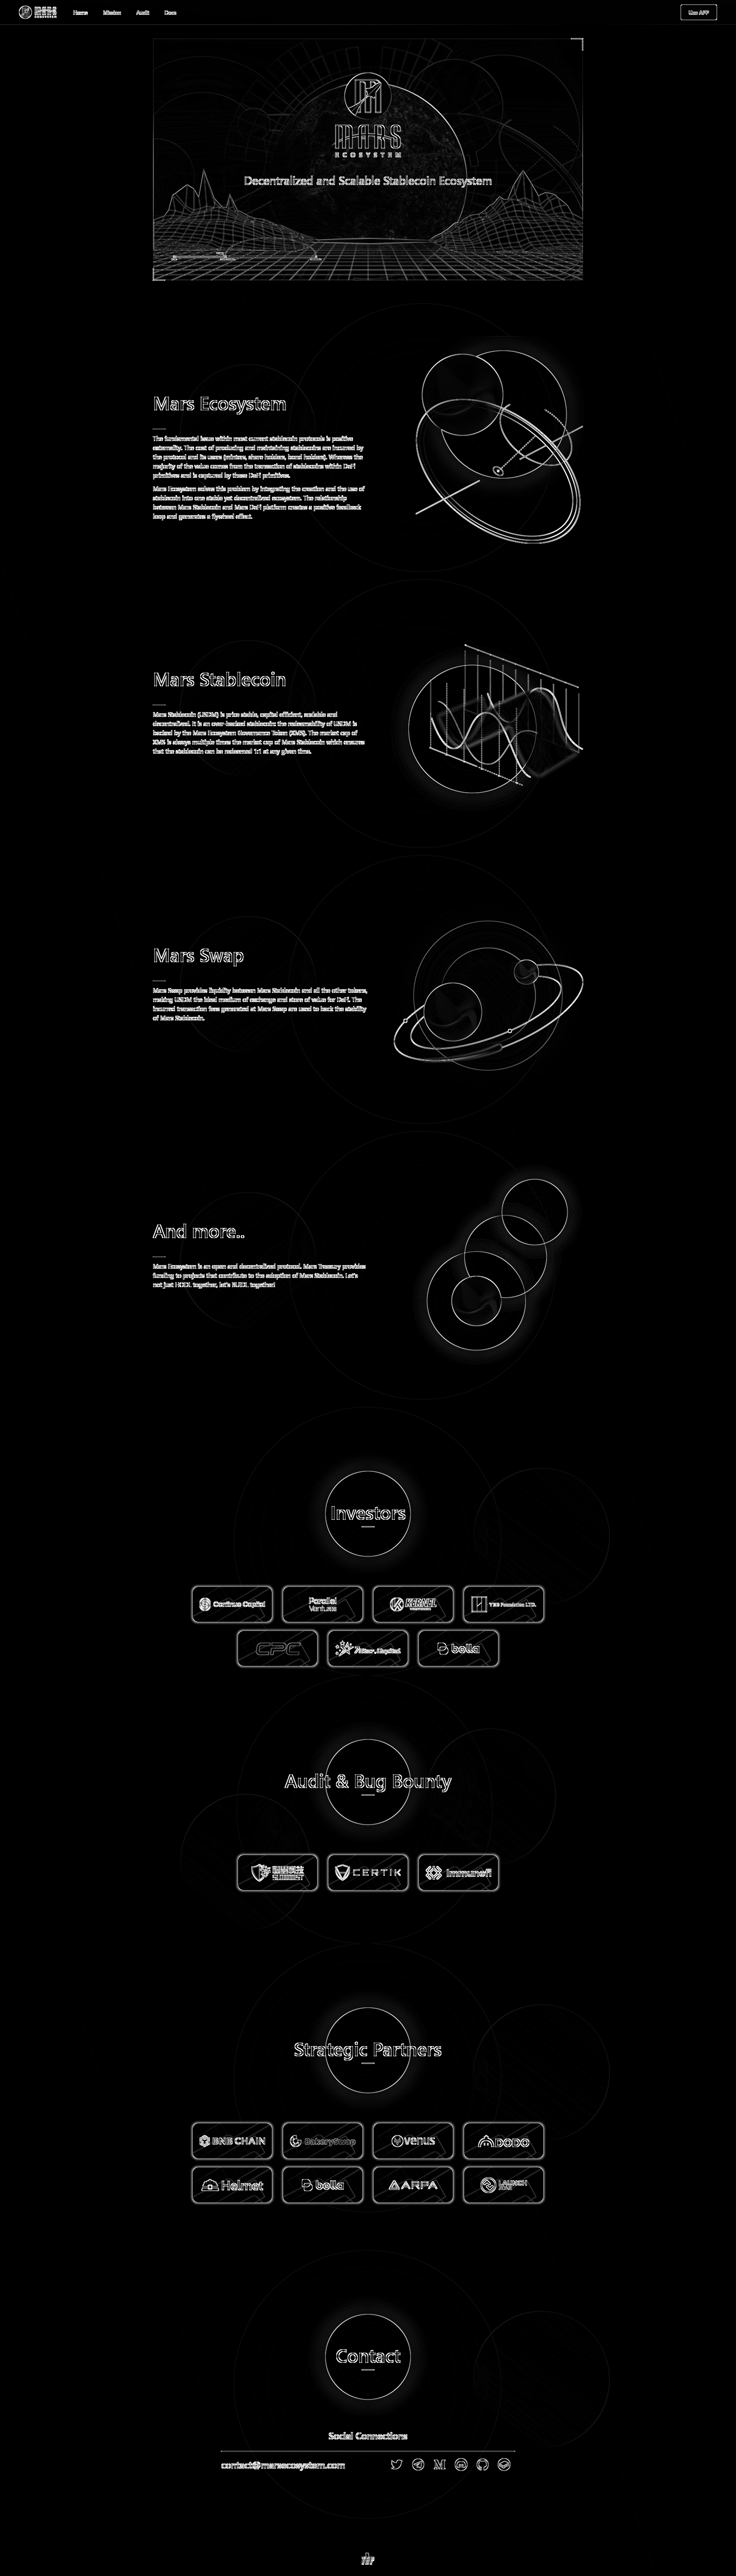 MARS
ECOSYSTEM
Home
Mission
Audit
Docs
Use APP
MARS
ECOSYSTEM
Decentralized and Scalable Stablecoin Ecosystem
Mars Ecosystem
The fundamental issue within most current stablecoin protocols is positive
externality. The cost of producing and maintaining stablecoins are incurred by
the protocol and its users (minters, share holders, bond holders). Whereas the
majority of the value comes from the transaction of stablecoins within DeFi
primitives and is captured by those DeFi primitives.
Mars Ecosystem solves this problem by integrating the creation and the use of
stablecoin into one stable yet decentralized ecosystem. The relationship
between Mars Stablecoin and Mars DeFi platform creates a positive feedback
loop and generates a flywheel effect.
Mars Stablecoin
Mars Stablecoin (USDM) is price stable, capital efficient, scalable and
decentralized. It is an over-backed stablecoin: the redeemability of USDM is
backed by the Mars Ecosystem Governance Token (XMS). The market cap of
XMS is always multiple times the market cap of Mars Stablecoin which ensures
that the stablecoin can be redeemed 1:1 at any given time.
Mars Swap
Mars Swap provides liquidity between Mars Stablecoin and all the other tokens,
making USDM the ideal medium of exchange and store of value for DeFi. The
incurred transaction fees generated at Mars Swap are used to back the stability
of Mars Stablecoin.
And more..
Mars Ecosystem is an open and decentralized protocol. Mars Treasury provides
funding to projects that contribute to the adoption of Mars Stablecoin. Let's
not just HODL together, let's BUIDL together!
Investors
Continue Capital
Parallel
Ventures
KERNEL
VENTURES
TKB Foundation LTD.
CPC
Altair Capital
bella
Audit & Bug Bounty
慢雾科技
SLOWMIST
CERTIK
Immunefi
Strategic Partners
BNB CHAIN
BakerySwap
venus
DODO
Helmet
bella
ARPA
LAUNCH
ZONE
Contact
Social Connections
contact@marsecosystem.com
TOP